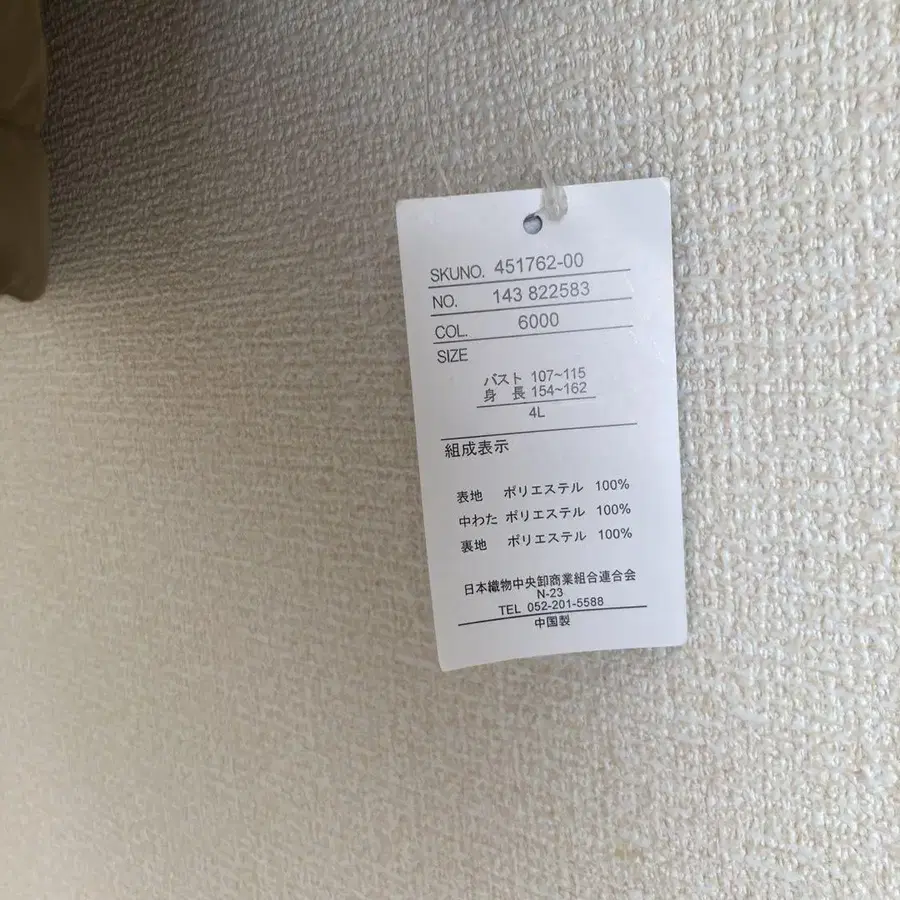 SKUNO. 451762-00
NO. 143 822583
COL. 6000
SIZE
バスト 107~115
身 長 154~162
4L
組成表示
表地 ポリエステル 100%
中わた ポリエステル 100%
裏地 ポリエステル 100%
日本織物中央卸商業組合連合会
N-23
TEL 052-201-5588
中国製